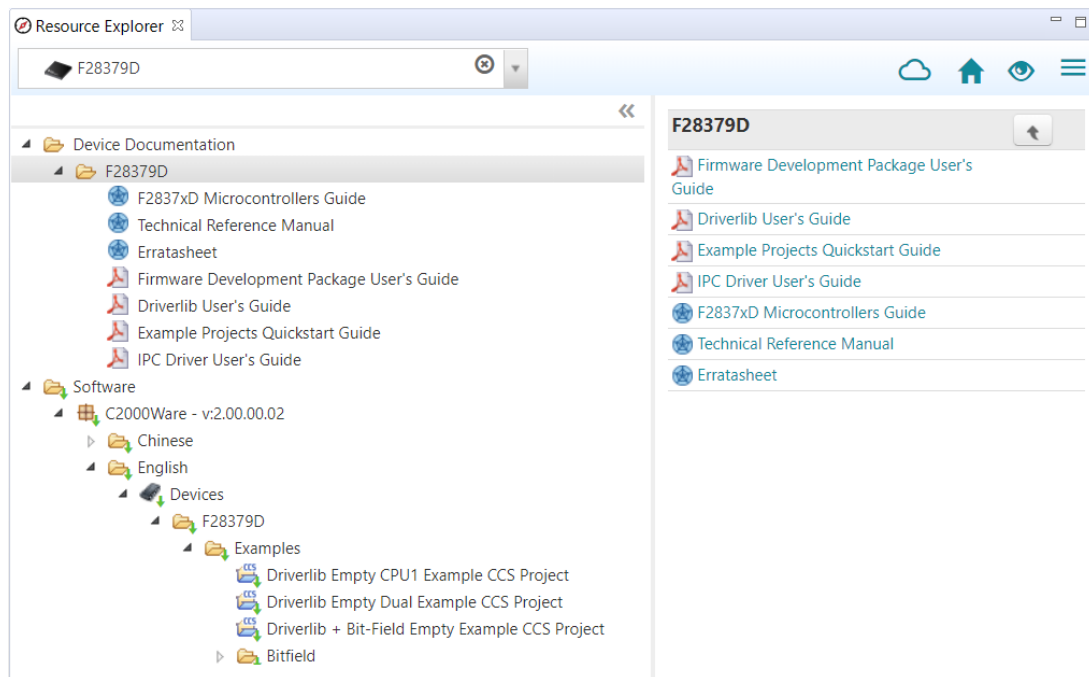 Resource Explorer
F28379D
Device Documentation
F28379D
F2837xD Microcontrollers Guide
Technical Reference Manual
Erratasheet
Firmware Development Package User's Guide
Driverlib User's Guide
Example Projects Quickstart Guide
IPC Driver User's Guide
Software
C2000Ware - v:2.00.00.02
Chinese
English
Devices
F28379D
Examples
CCS
Driverlib Empty CPU1 Example CCS Project
CCS
Driverlib Empty Dual Example CCS Project
CCS
Driverlib + Bit-Field Empty Example CCS Project
Bitfield
F28379D
Firmware Development Package User's
Guide
Driverlib User's Guide
Example Projects Quickstart Guide
IPC Driver User's Guide
F2837xD Microcontrollers Guide
Technical Reference Manual
Erratasheet